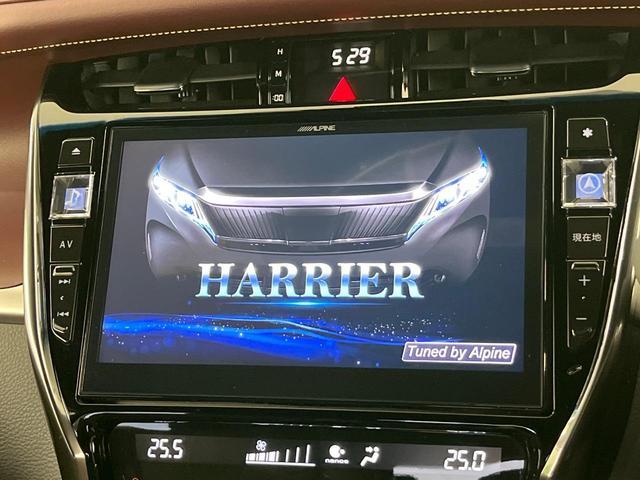 H
5:29
M
:00
ALPINE
AV
現在地
HARRIER
Tuned by Alpine
25.5
nanoe
25.0